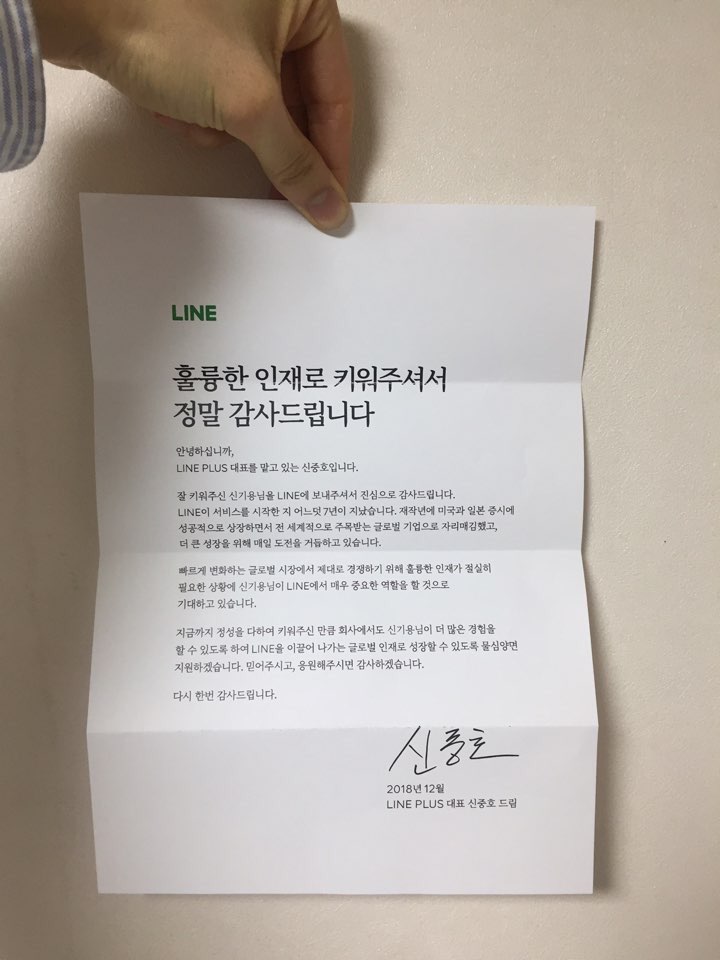 LINE
훌륭한 인재로 키워주셔서
정말 감사드립니다
안녕하십니까,
LINE PLUS 대표를 맡고 있는 신중호입니다.
잘 키워주신 신기용님을 LINE에 보내주셔서 진심으로 감사드립니다.
LINE이 서비스를 시작한 지 어느덧 7년이 지났습니다. 재작년에 미국과 일본 증시에
성공적으로 상장하면서 전 세계적으로 주목받는 글로벌 기업으로 자리매김했고,
더 큰 성장을 위해 매일 도전을 거듭하고 있습니다.
빠르게 변화하는 글로벌 시장에서 제대로 경쟁하기 위해 훌륭한 인재가 절실히
필요한 상황에 신기용님이 LINE에서 매우 중요한 역할을 할 것으로
기대하고 있습니다.
지금까지 정성을 다하여 키워주신 만큼 회사에서도 신기용님이 더 많은 경험을
할 수 있도록 하여 LINE을 이끌어 나가는 글로벌 인재로 성장할 수 있도록 물심양면
지원하겠습니다. 믿어주시고, 응원해주시면 감사하겠습니다.
다시 한번 감사드립니다.
신중호
2018년 12월
LINE PLUS 대표 신중호 드림